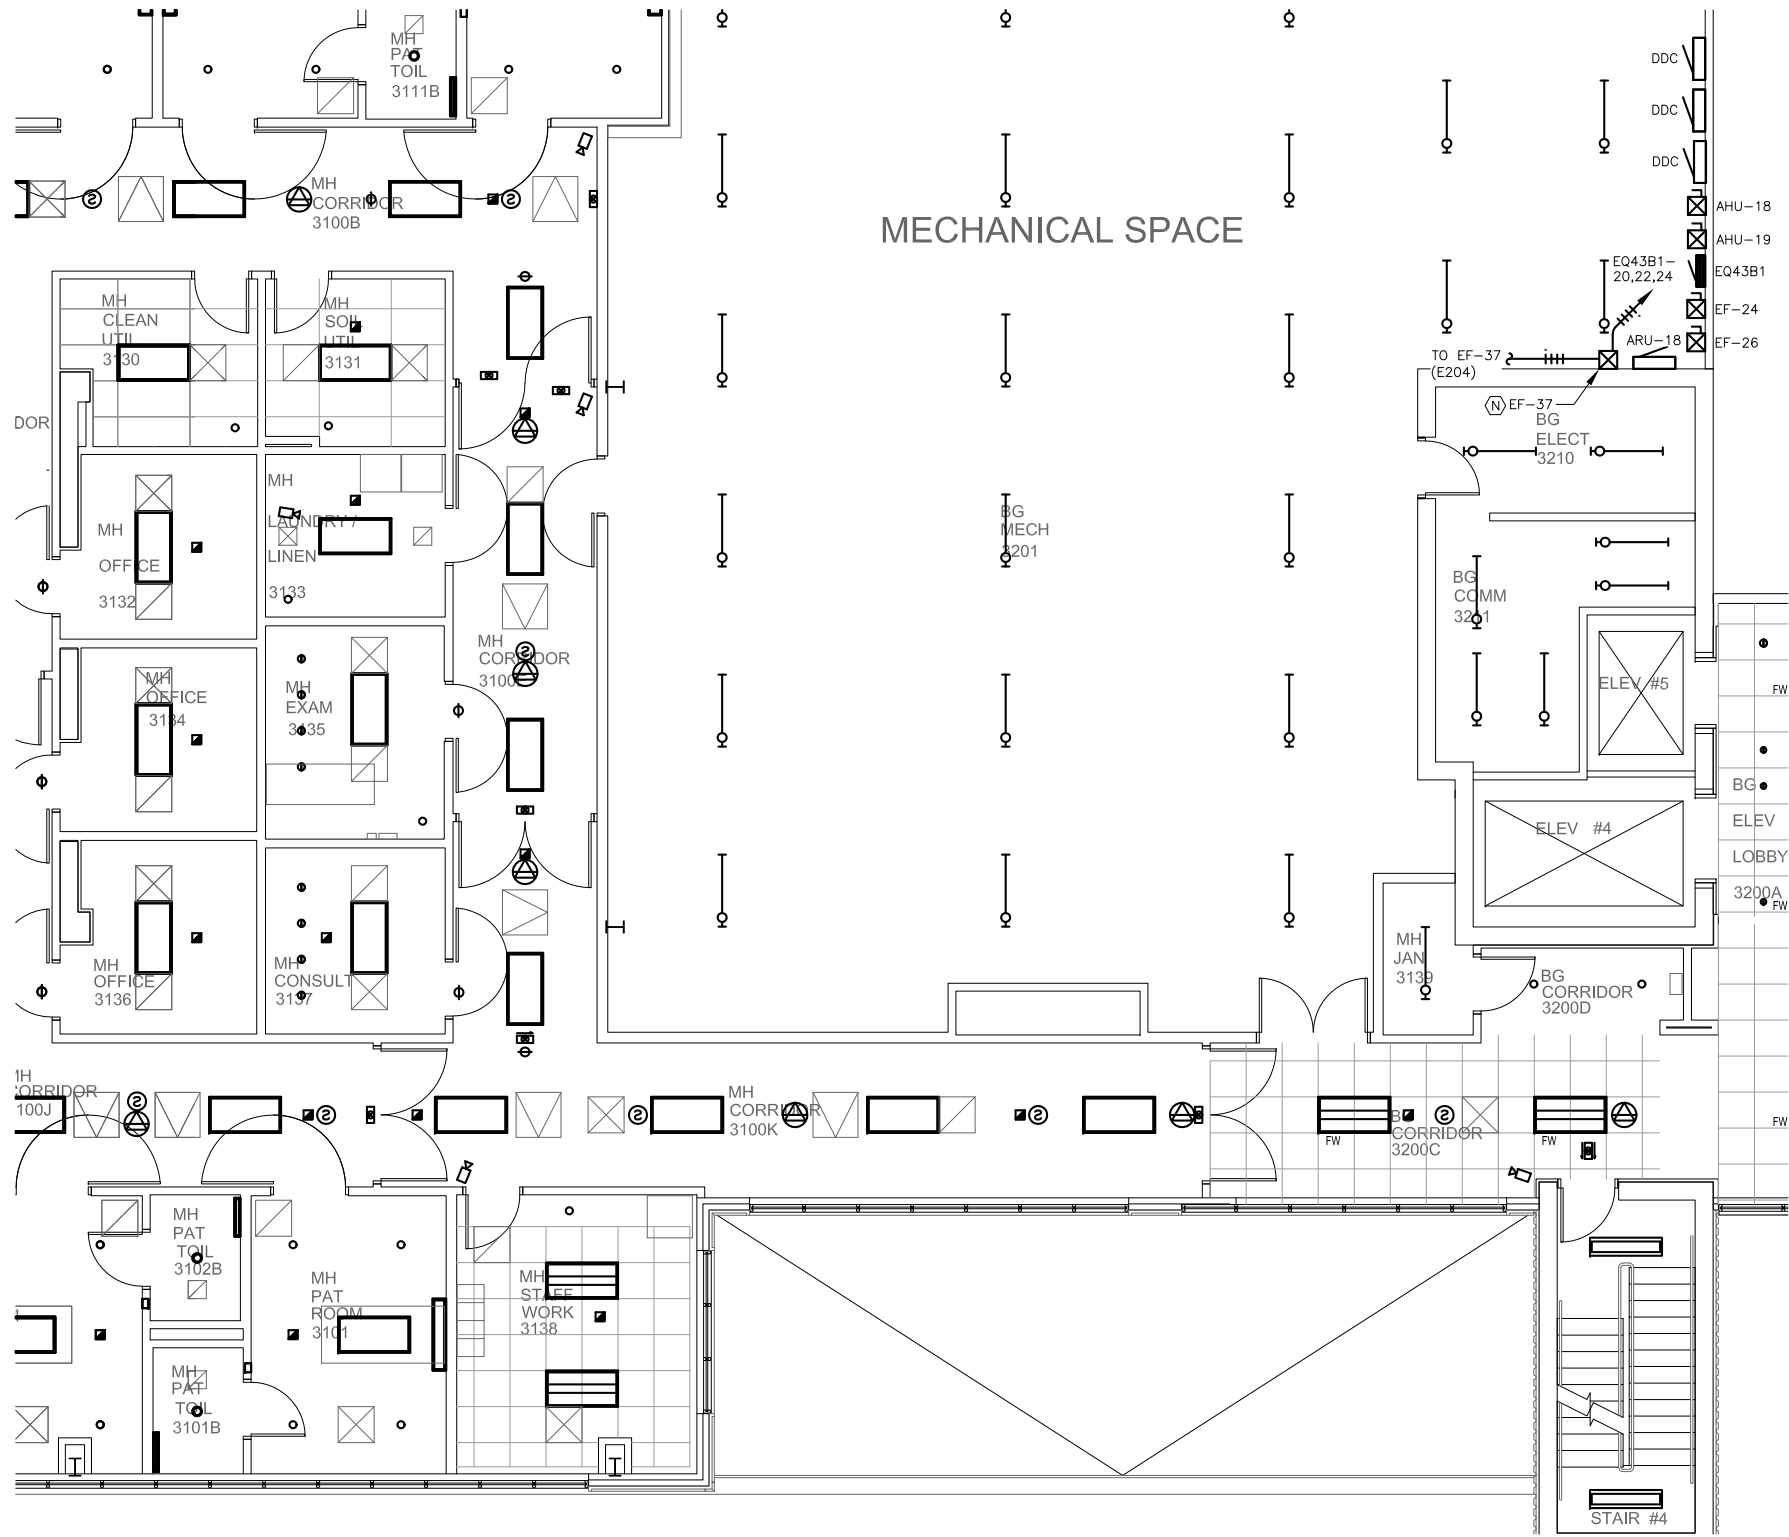 MH
PAT
TOIL
3111B
DDC
DDC
DDC
MH
CORRIDOR
3100B
AHU-18
AHU-19
MECHANICAL SPACE
EQ43B1-
20,22,24
EQ43B1
EF-24
ARU-18
EF-26
TO EF-37
(E204)
N
EF-37
MH
CLEAN
UTIL
3130
MH
SOIL
UTIL
3131
DOR
BG
ELECT
3210
MH
LAUNDRY /
LINEN
3133
MH
OFFICE
3132
BG
MECH
3201
BG
COMM
3211
MH
CORRIDOR
MH
OFFICE
3134
MH
EXAM
3135
ELEV #5
FW
BG
ELEV
LOBBY
3200A
FW
ELEV #4
MH
OFFICE
3136
MH
CONSULT
3137
MH
JAN
3139
BG
CORRIDOR
3200D
S
S
S
S
S
S
S
S
CORRIDOR
100J
MH
CORRIDOR
3100K
BG
CORRIDOR
3200C
FW
FW
FW
MH
PAT
TOIL
3102B
MH
PAT
ROOM
3101
MH
STAFF
WORK
3138
MH
PAT
TOIL
3101B
STAIR #4